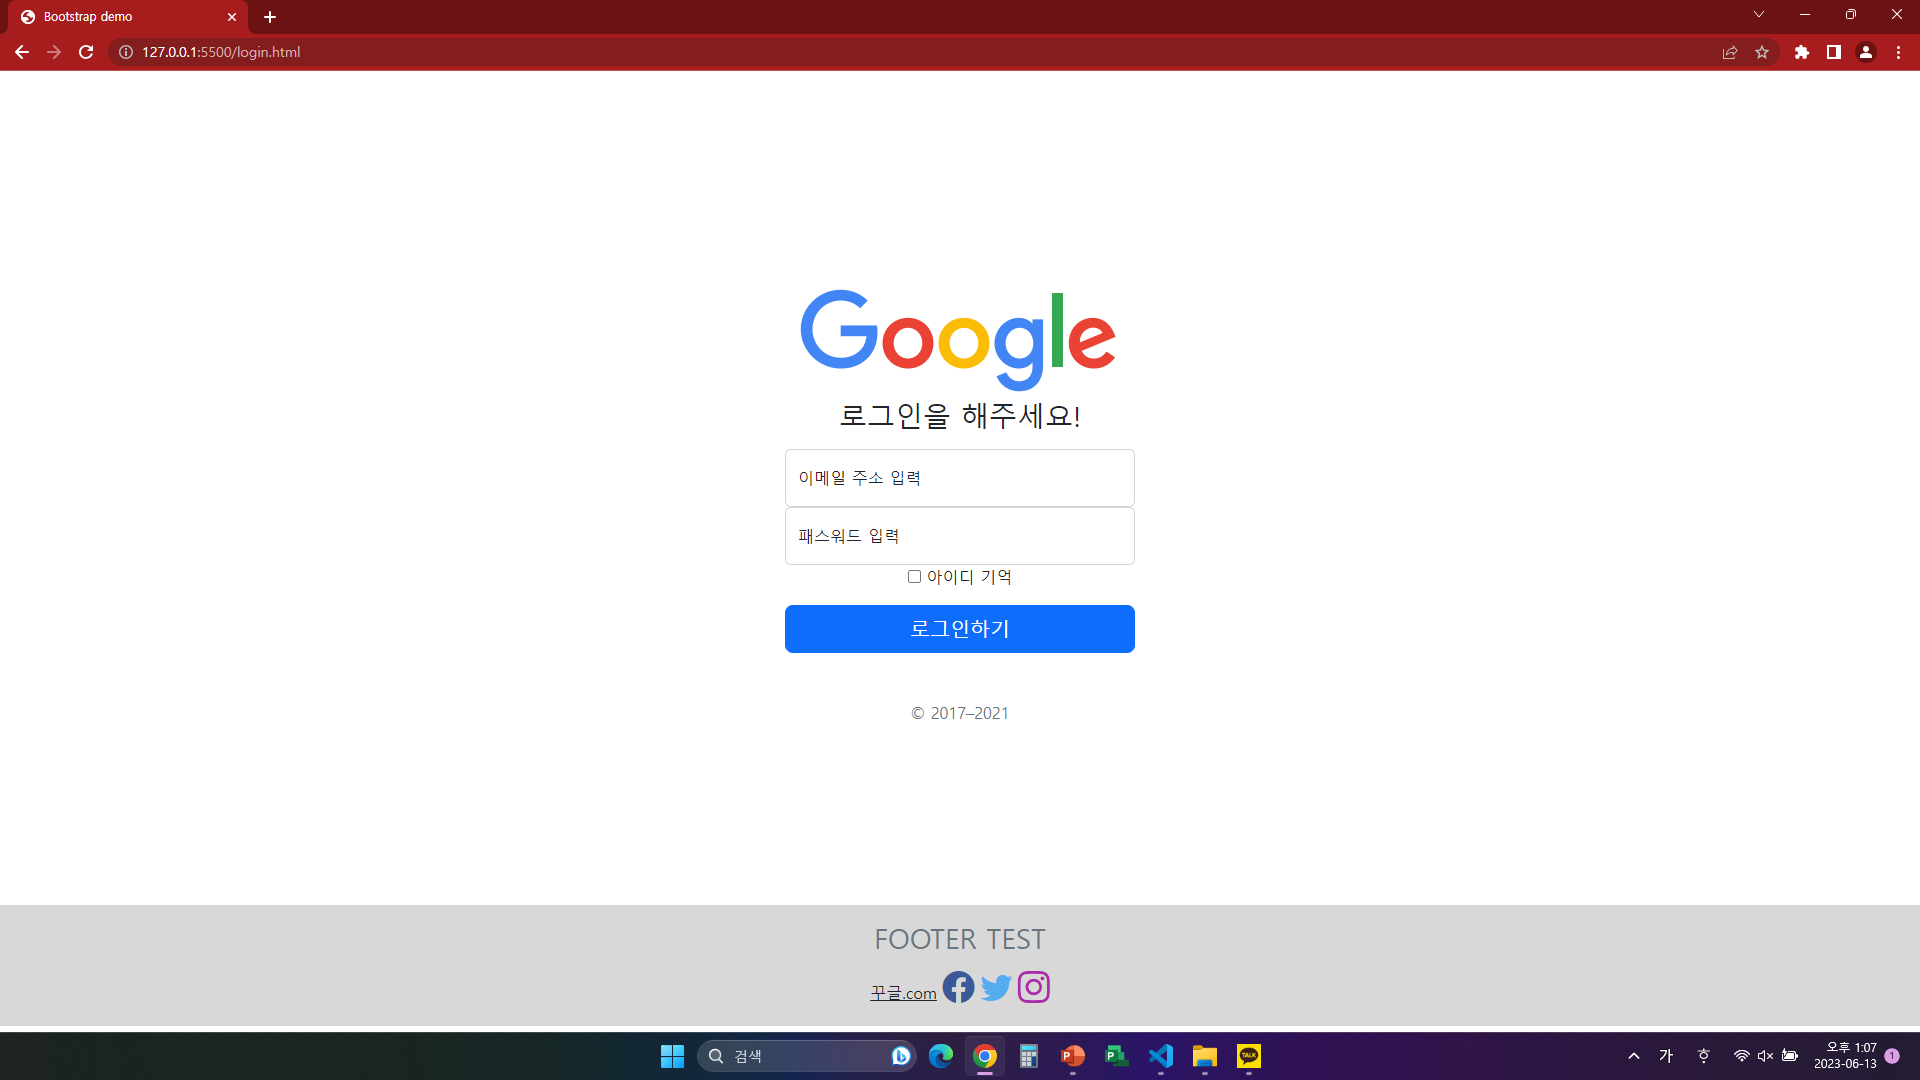 Bootstrap demo
127.0.0.1:5500/login.html
Google
로그인을 해주세요!
이메일 주소 입력
패스워드 입력
아이디 기억
로그인하기
© 2017–2021
FOOTER TEST
꾸글.com
검색
P
P
TALK
가
오후 1:07
2023-06-13
1